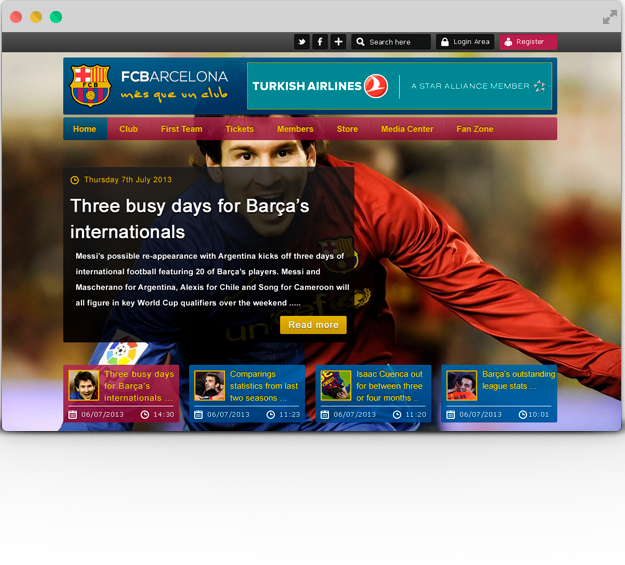 Search here
Login Area
Register
FCB
FCBARCELONA
més que un club
TURKISH AIRLINES
A STAR ALLIANCE MEMBER
Home
Club
First Team
Tickets
Members
Store
Media Center
Fan Zone
Thursday 7th July 2013
Three busy days for Barça's
internationals
Messi's possible re-appearance with Argentina kicks off three days of
international football featuring 20 of Barça's players. Messi and
Mascherano for Argentina, Alexis for Chile and Song for Cameroon will
all figure in key World Cup qualifiers over the weekend .....
Read more
Three busy days
for Barça's
internationals ...
06/07/2013
14:30
Comparings
statistics from last
two seasons ...
06/07/2013
11:23
Isaac Cuenca out
for between three
or four months ..
06/07/2013
11:20
Barça's outstanding
league stats ...
06/07/2013
10:01